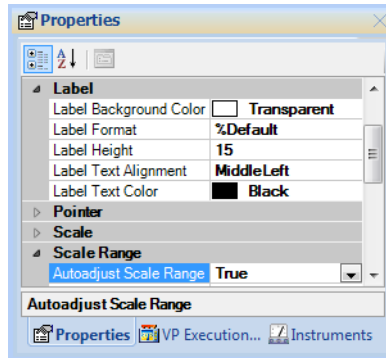 Properties
A
Z
Label
Label Background Color Transparent
Label Format %Default
Label Height 15
Label Text Alignment MiddleLeft
Label Text Color Black
Pointer
Scale
Scale Range
Autoadjust Scale Range True
Autoadjust Scale Range
Properties VP Execution... Instruments